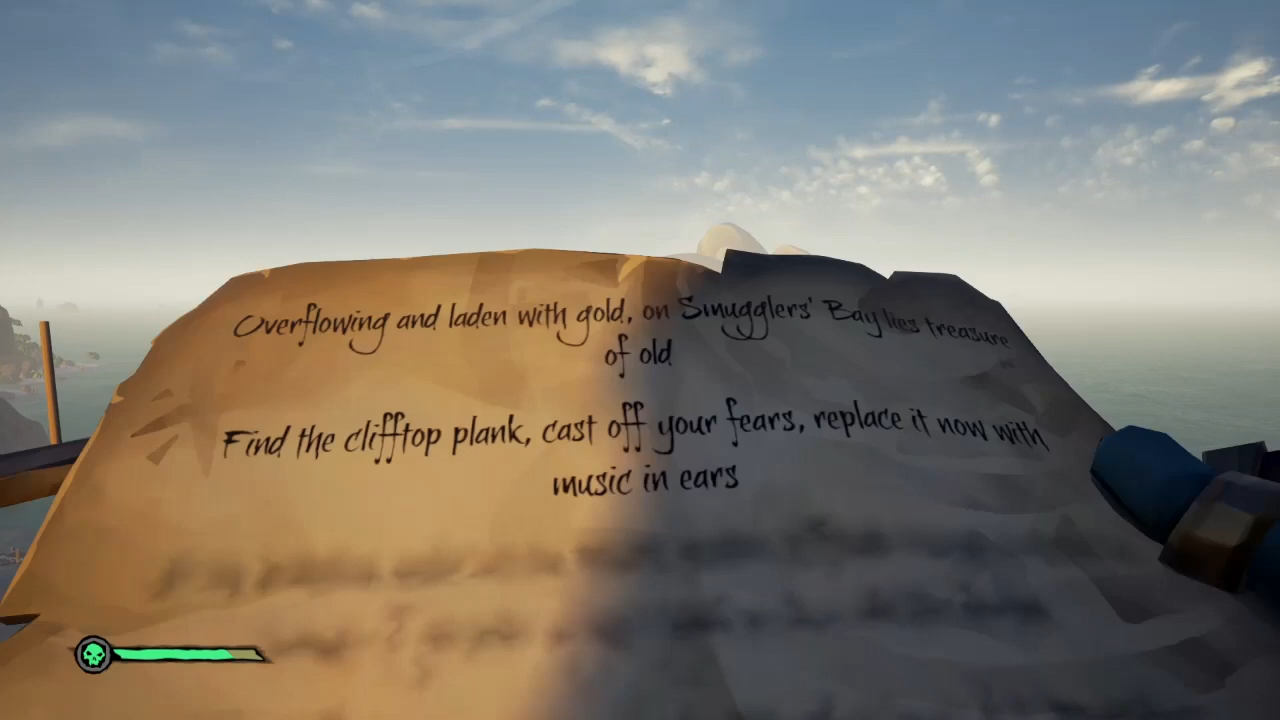 Overflowing and laden with gold, on Smugglers' Bay lies treasure
of old
Find the clifftop plank, cast off your fears, replace it now with
music in ears